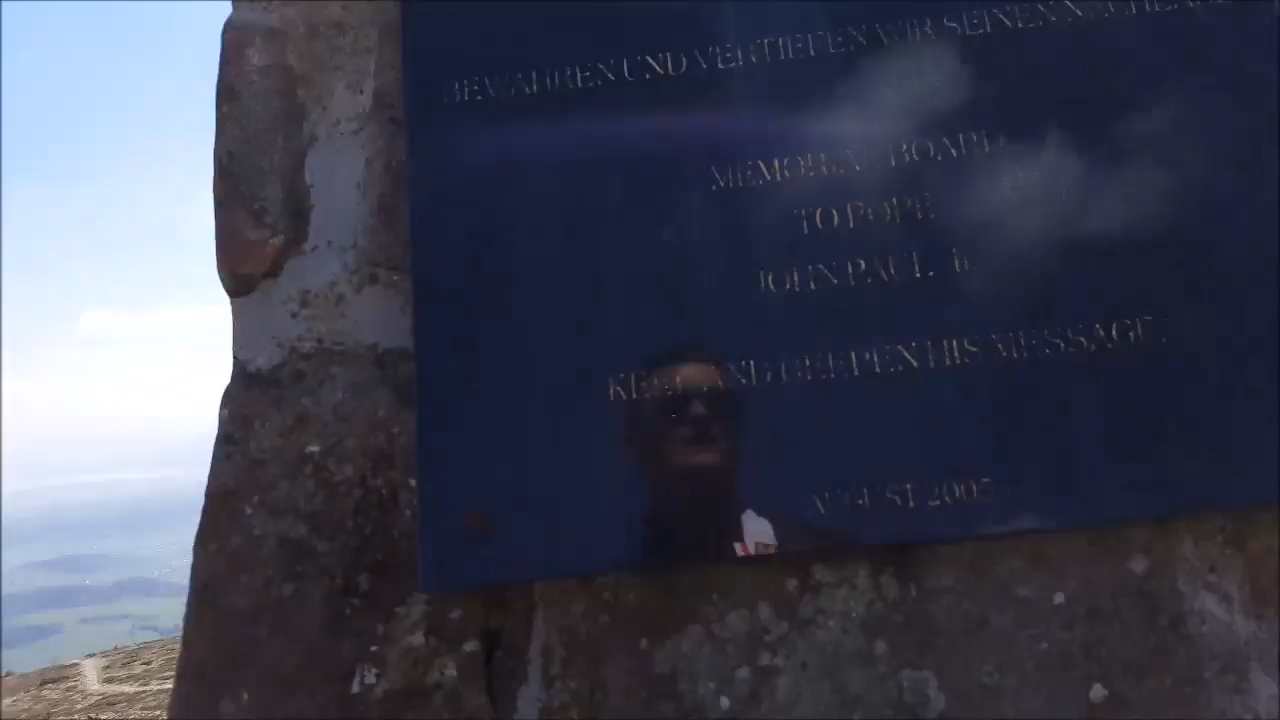 BEWAHREN UND VERTIEFEN WIR SEINEN
MEMORIAL BOARD
TO POPE
JOHN PAUL II
KEEP AND DEEPEN HIS MESSAGE!
AUGUST 2005